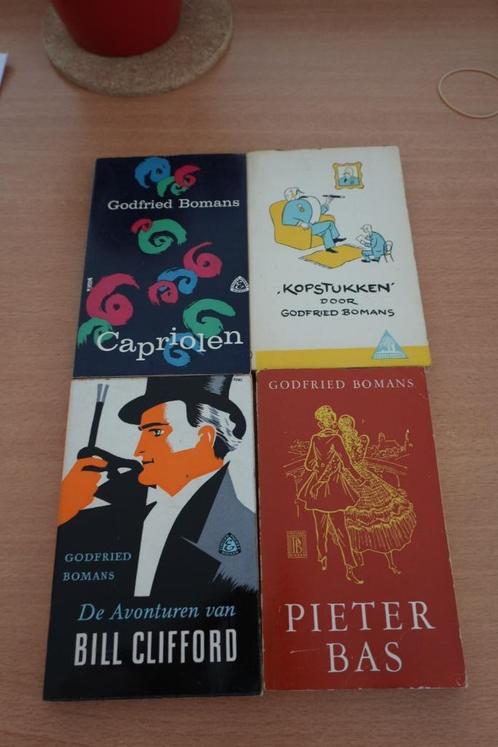 Godfried Bomans
Capriolen
„KOPSTUKKEN”
DOOR
GODFRIED BOMANS
GODFRIED
BOMANS
De Avonturen van
BILL CLIFFORD
GODFRIED BOMANS
PIETER
BAS